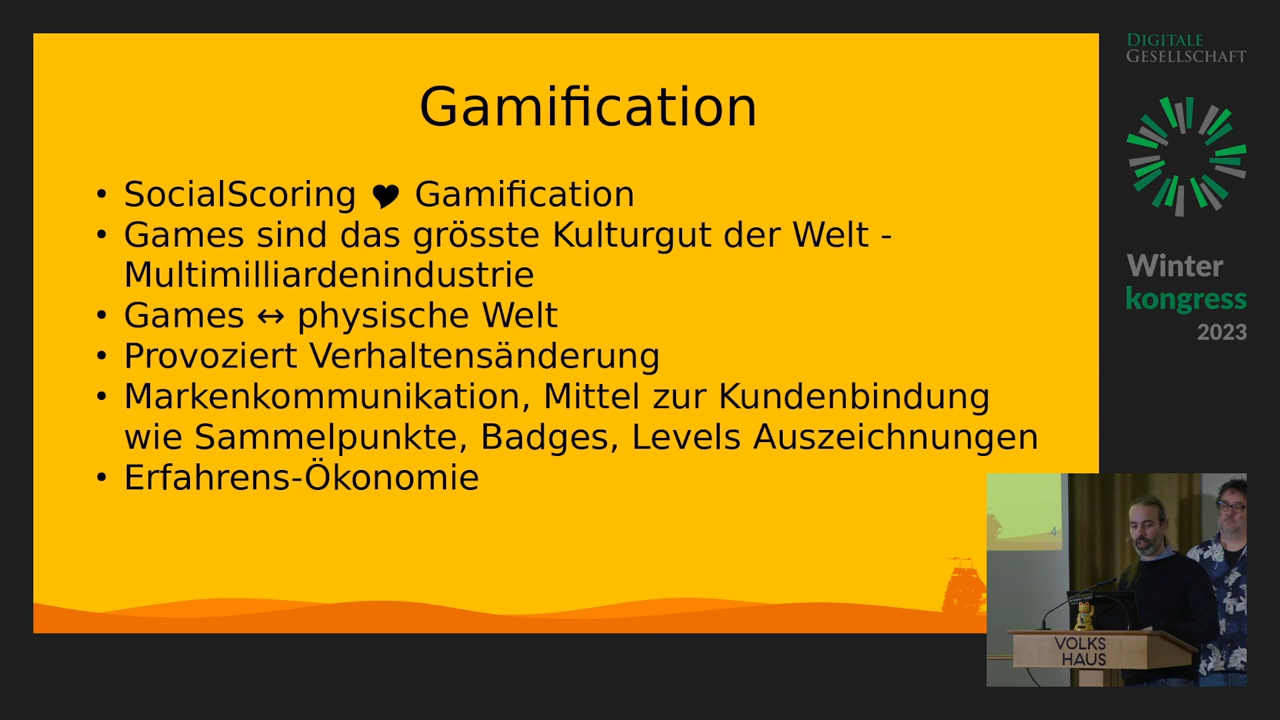 Gamification
• SocialScoring ♥ Gamification
• Games sind das grösste Kulturgut der Welt -
Multimilliardenindustrie
• Games ↔ physische Welt
• Provoziert Verhaltensänderung
• Markenkommunikation, Mittel zur Kundenbindung
wie Sammelpunkte, Badges, Levels Auszeichnungen
• Erfahrens-Ökonomie
DIGITALE
GESELLSCHAFT
Winter
kongress
2023
4
VOLKS
HAUS